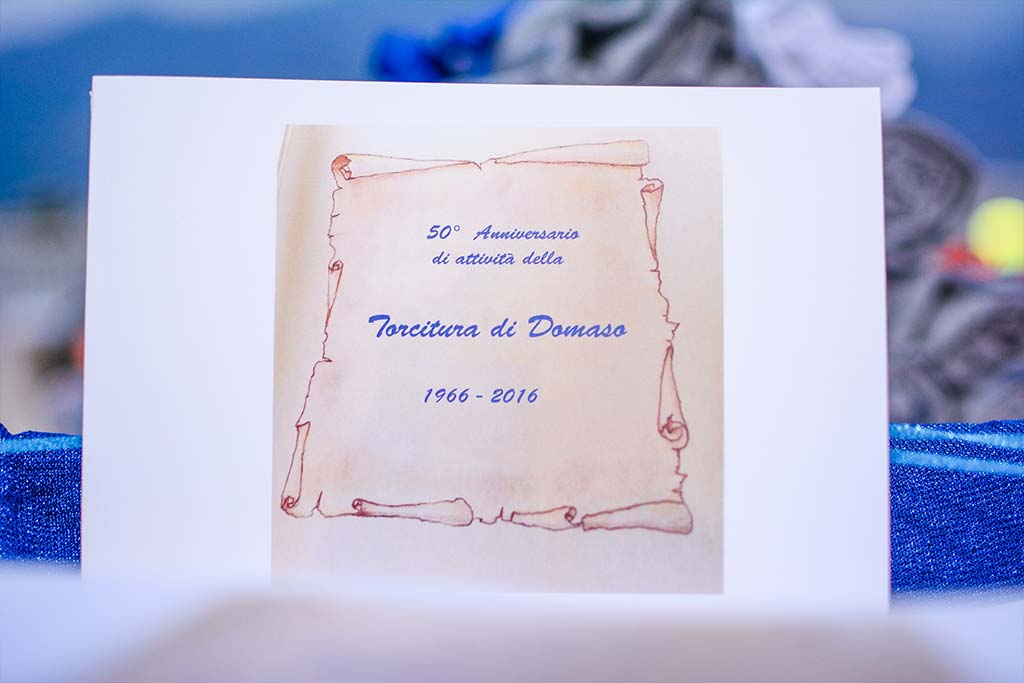 50° Anniversario
di attività della
Torcitura di Domaso
1966 - 2016